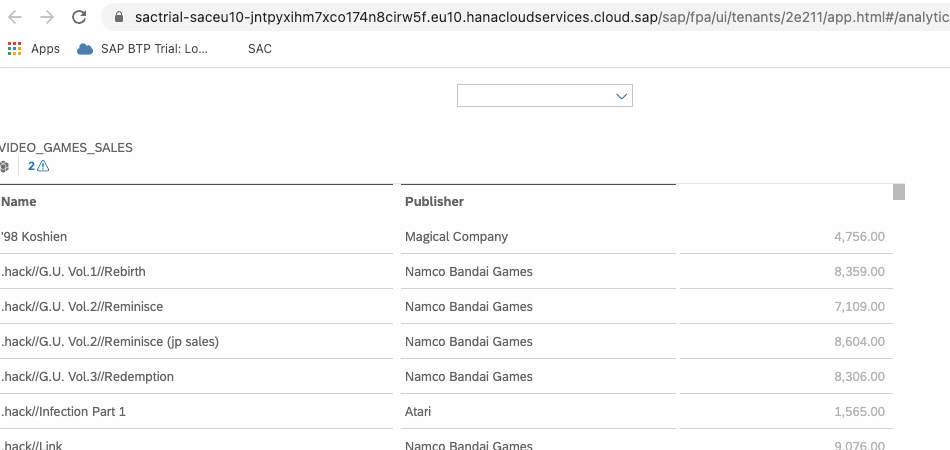 sactrial-saceu10-jntpyxihm7xco174n8cirw5f.eu10.hanacloudservices.cloud.sap/sap/fpa/ui/tenants/2e211/app.html#/analytic
Apps SAP BTP Trial: Lo... SAC
VIDEO_GAMES_SALES
2
Name Publisher
'98 Koshien Magical Company 4,756.00
.hack//G.U. Vol.1//Rebirth Namco Bandai Games 8,359.00
.hack//G.U. Vol.2//Reminisce Namco Bandai Games 7,109.00
.hack//G.U. Vol.2//Reminisce (jp sales) Namco Bandai Games 8,604.00
.hack//G.U. Vol.3//Redemption Namco Bandai Games 8,306.00
.hack//Infection Part 1 Atari 1,565.00
.hack//Link Namco Bandai Games 9,076.00